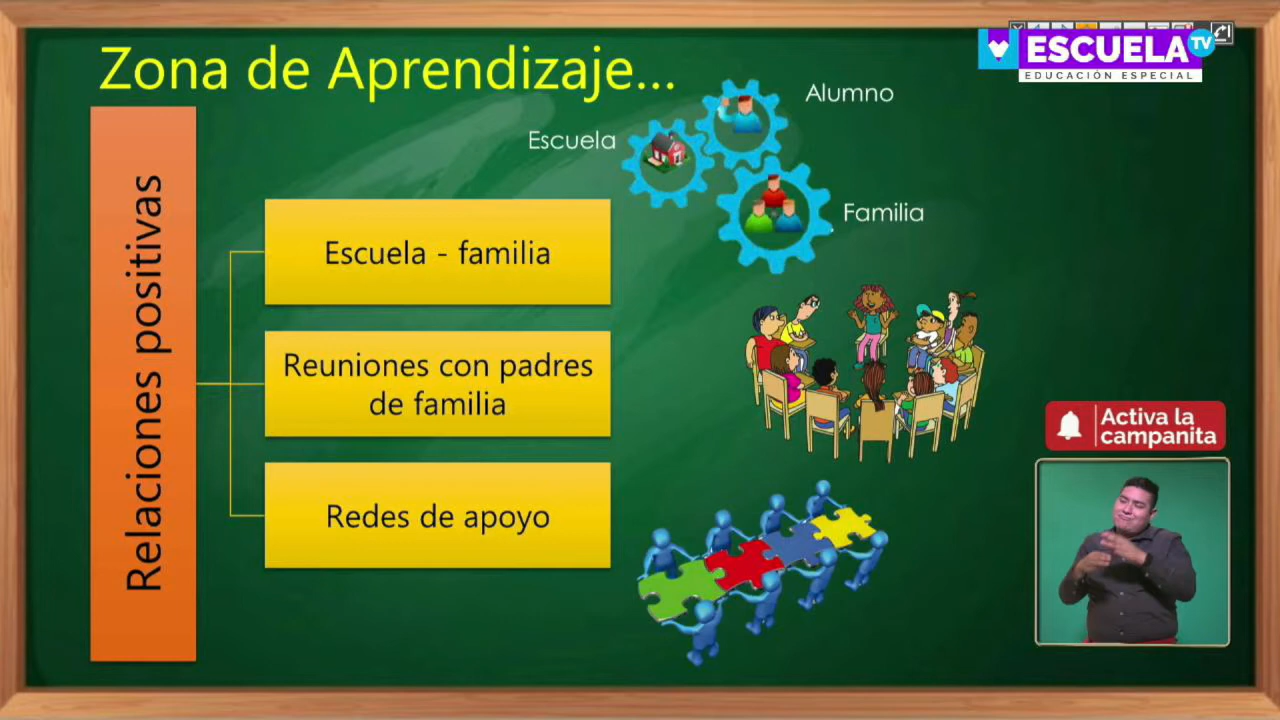 Zona de Aprendizaje...
ESCUELA TV
EDUCACIÓN ESPECIAL
Alumno
Escuela
Familia
Relaciones positivas
Escuela - familia
Reuniones con padres
de familia
Redes de apoyo
Activa la
campanita